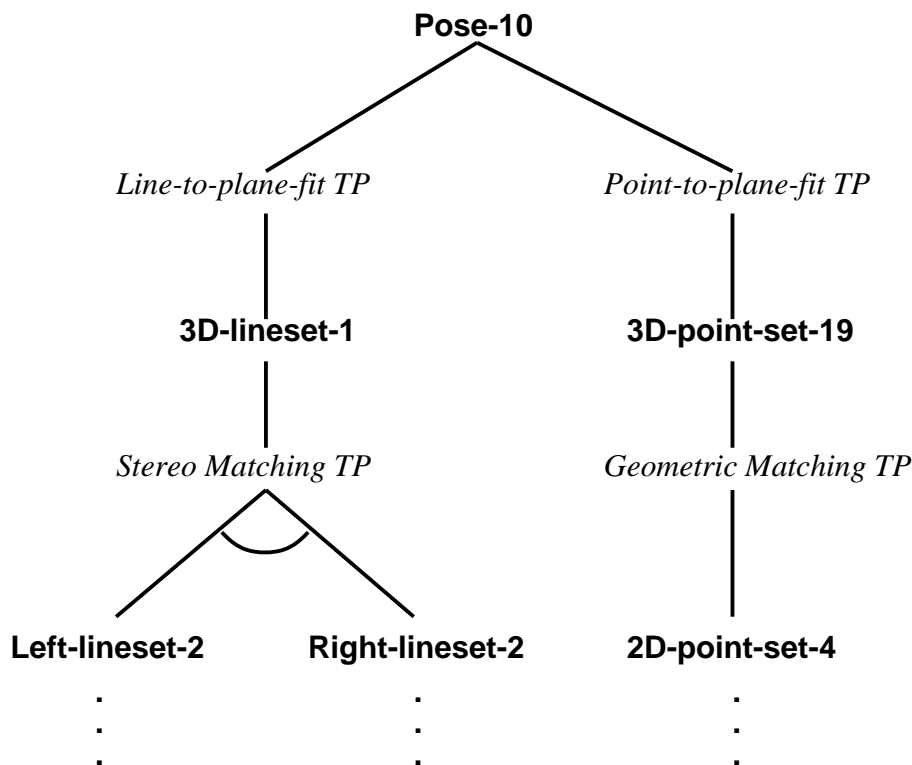 Pose-10
Line-to-plane-fit TP
Point-to-plane-fit TP
3D-lineset-1
3D-point-set-19
Stereo Matching TP
Geometric Matching TP
Left-lineset-2
Right-lineset-2
2D-point-set-4